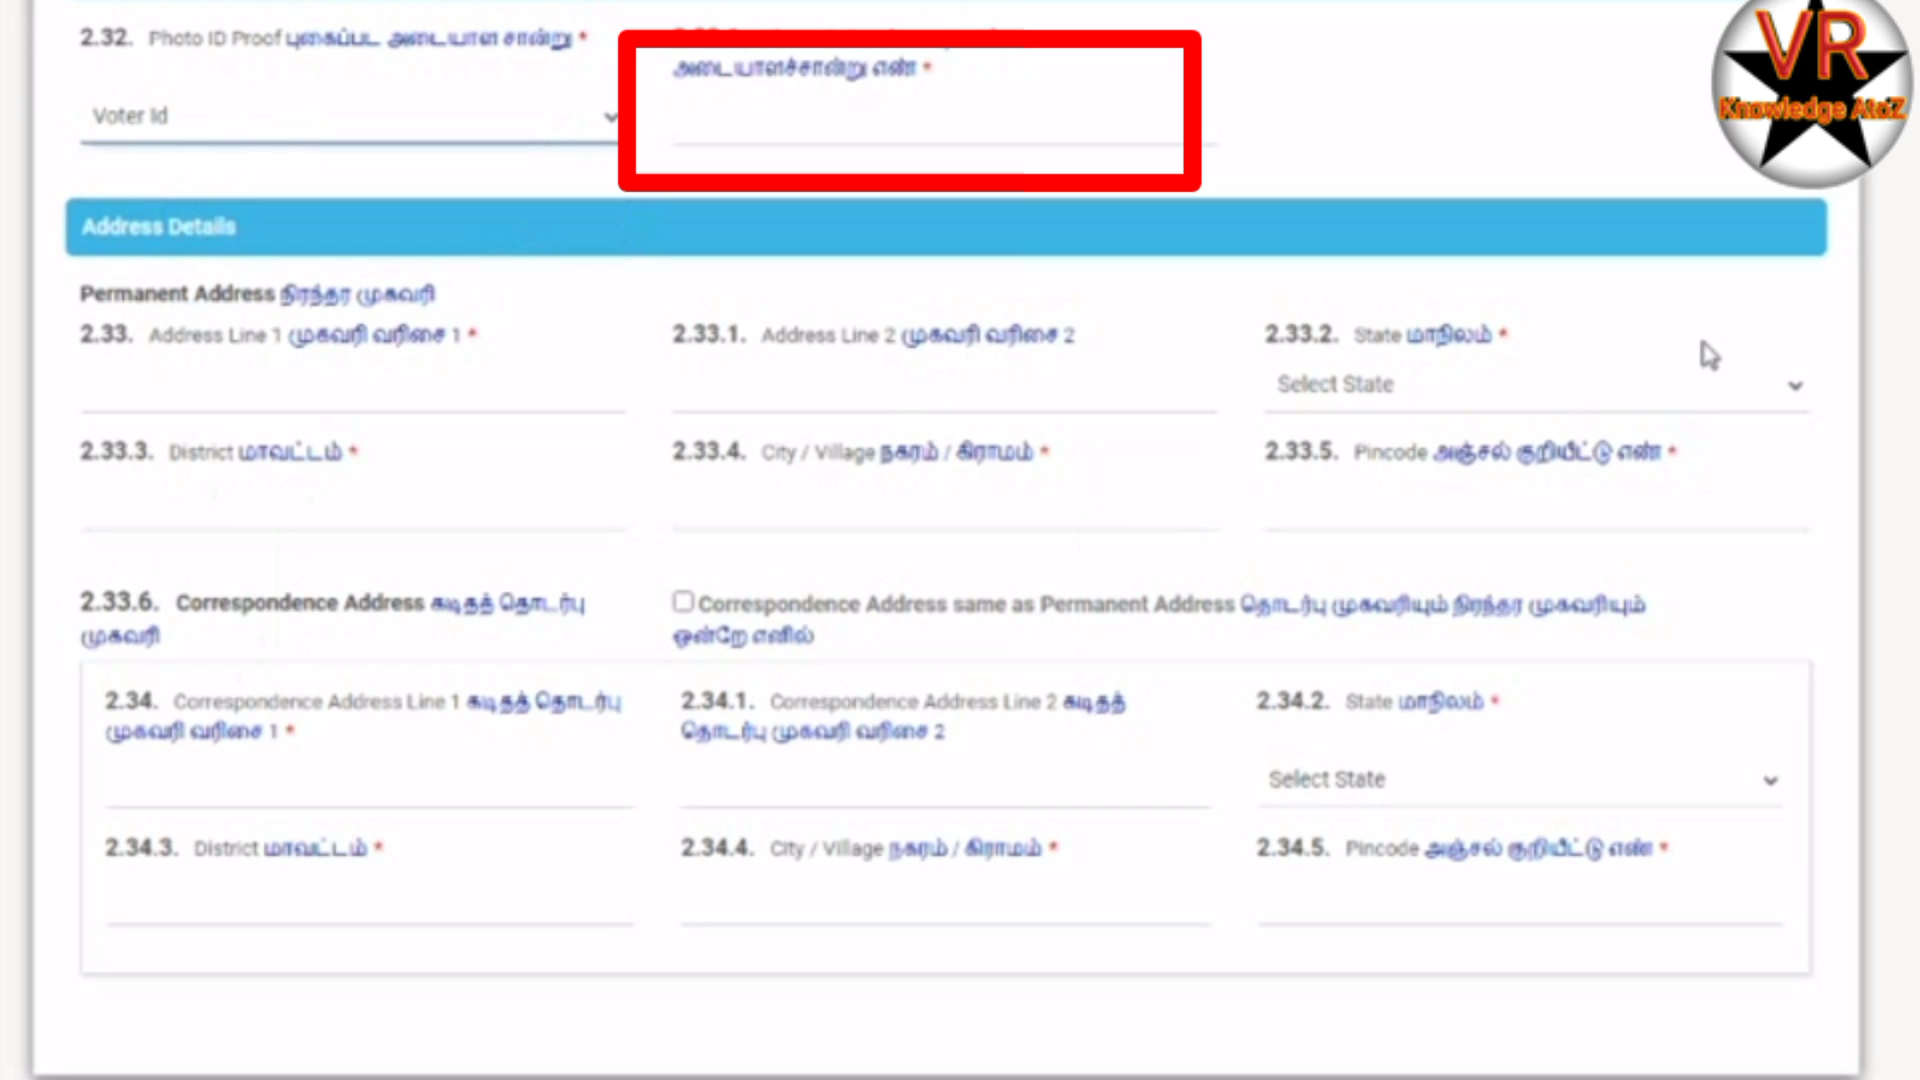 2.32. Photo ID Proof புகைப்பட அடையாள சான்று *
அடையாளச்சான்று எண் *
Voter Id
Address Details
Permanent Address நிரந்தர முகவரி
2.33. Address Line 1 முகவரி வரிசை 1 *
2.33.1. Address Line 2 முகவரி வரிசை 2
2.33.2. State மாநிலம் *
Select State
2.33.3. District மாவட்டம் *
2.33.4. City / Village நகரம் / கிராமம் *
2.33.5. Pincode அஞ்சல் குறியீட்டு எண் *
2.33.6. Correspondence Address கடிதத் தொடர்பு
முகவரி
Correspondence Address same as Permanent Address தொடர்பு முகவரியும் நிரந்தர முகவரியும்
ஒன்றே எனில்
2.34. Correspondence Address Line 1 கடிதத் தொடர்பு
முகவரி வரிசை 1 *
2.34.1. Correspondence Address Line 2 கடிதத்
தொடர்பு முகவரி வரிசை 2
2.34.2. State மாநிலம் *
Select State
2.34.3. District மாவட்டம் *
2.34.4. City / Village நகரம் / கிராமம் *
2.34.5. Pincode அஞ்சல் குறியீட்டு எண் *
VR
Knowledge AtoZ